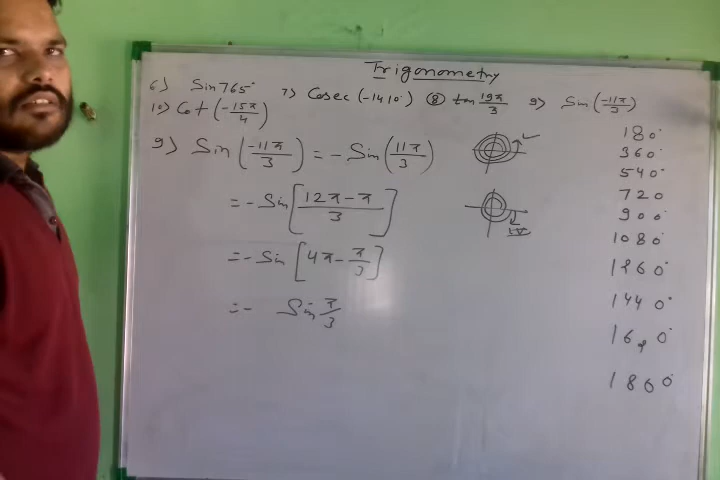 Trigonometry
6) Sin 765° 7) Cosec (-1410°) ⑧ tan 19π/3 9) Sin(-11π/3)
10) Cot(-15π/4)
9) Sin(-11π/3) = - Sin(11π/3)
= - Sin[12π - π/3]
= - Sin[4π - π/3]
= - Sin π/3
IV
180°
360°
540°
720
900°
1080°
1260°
1440°
1860°